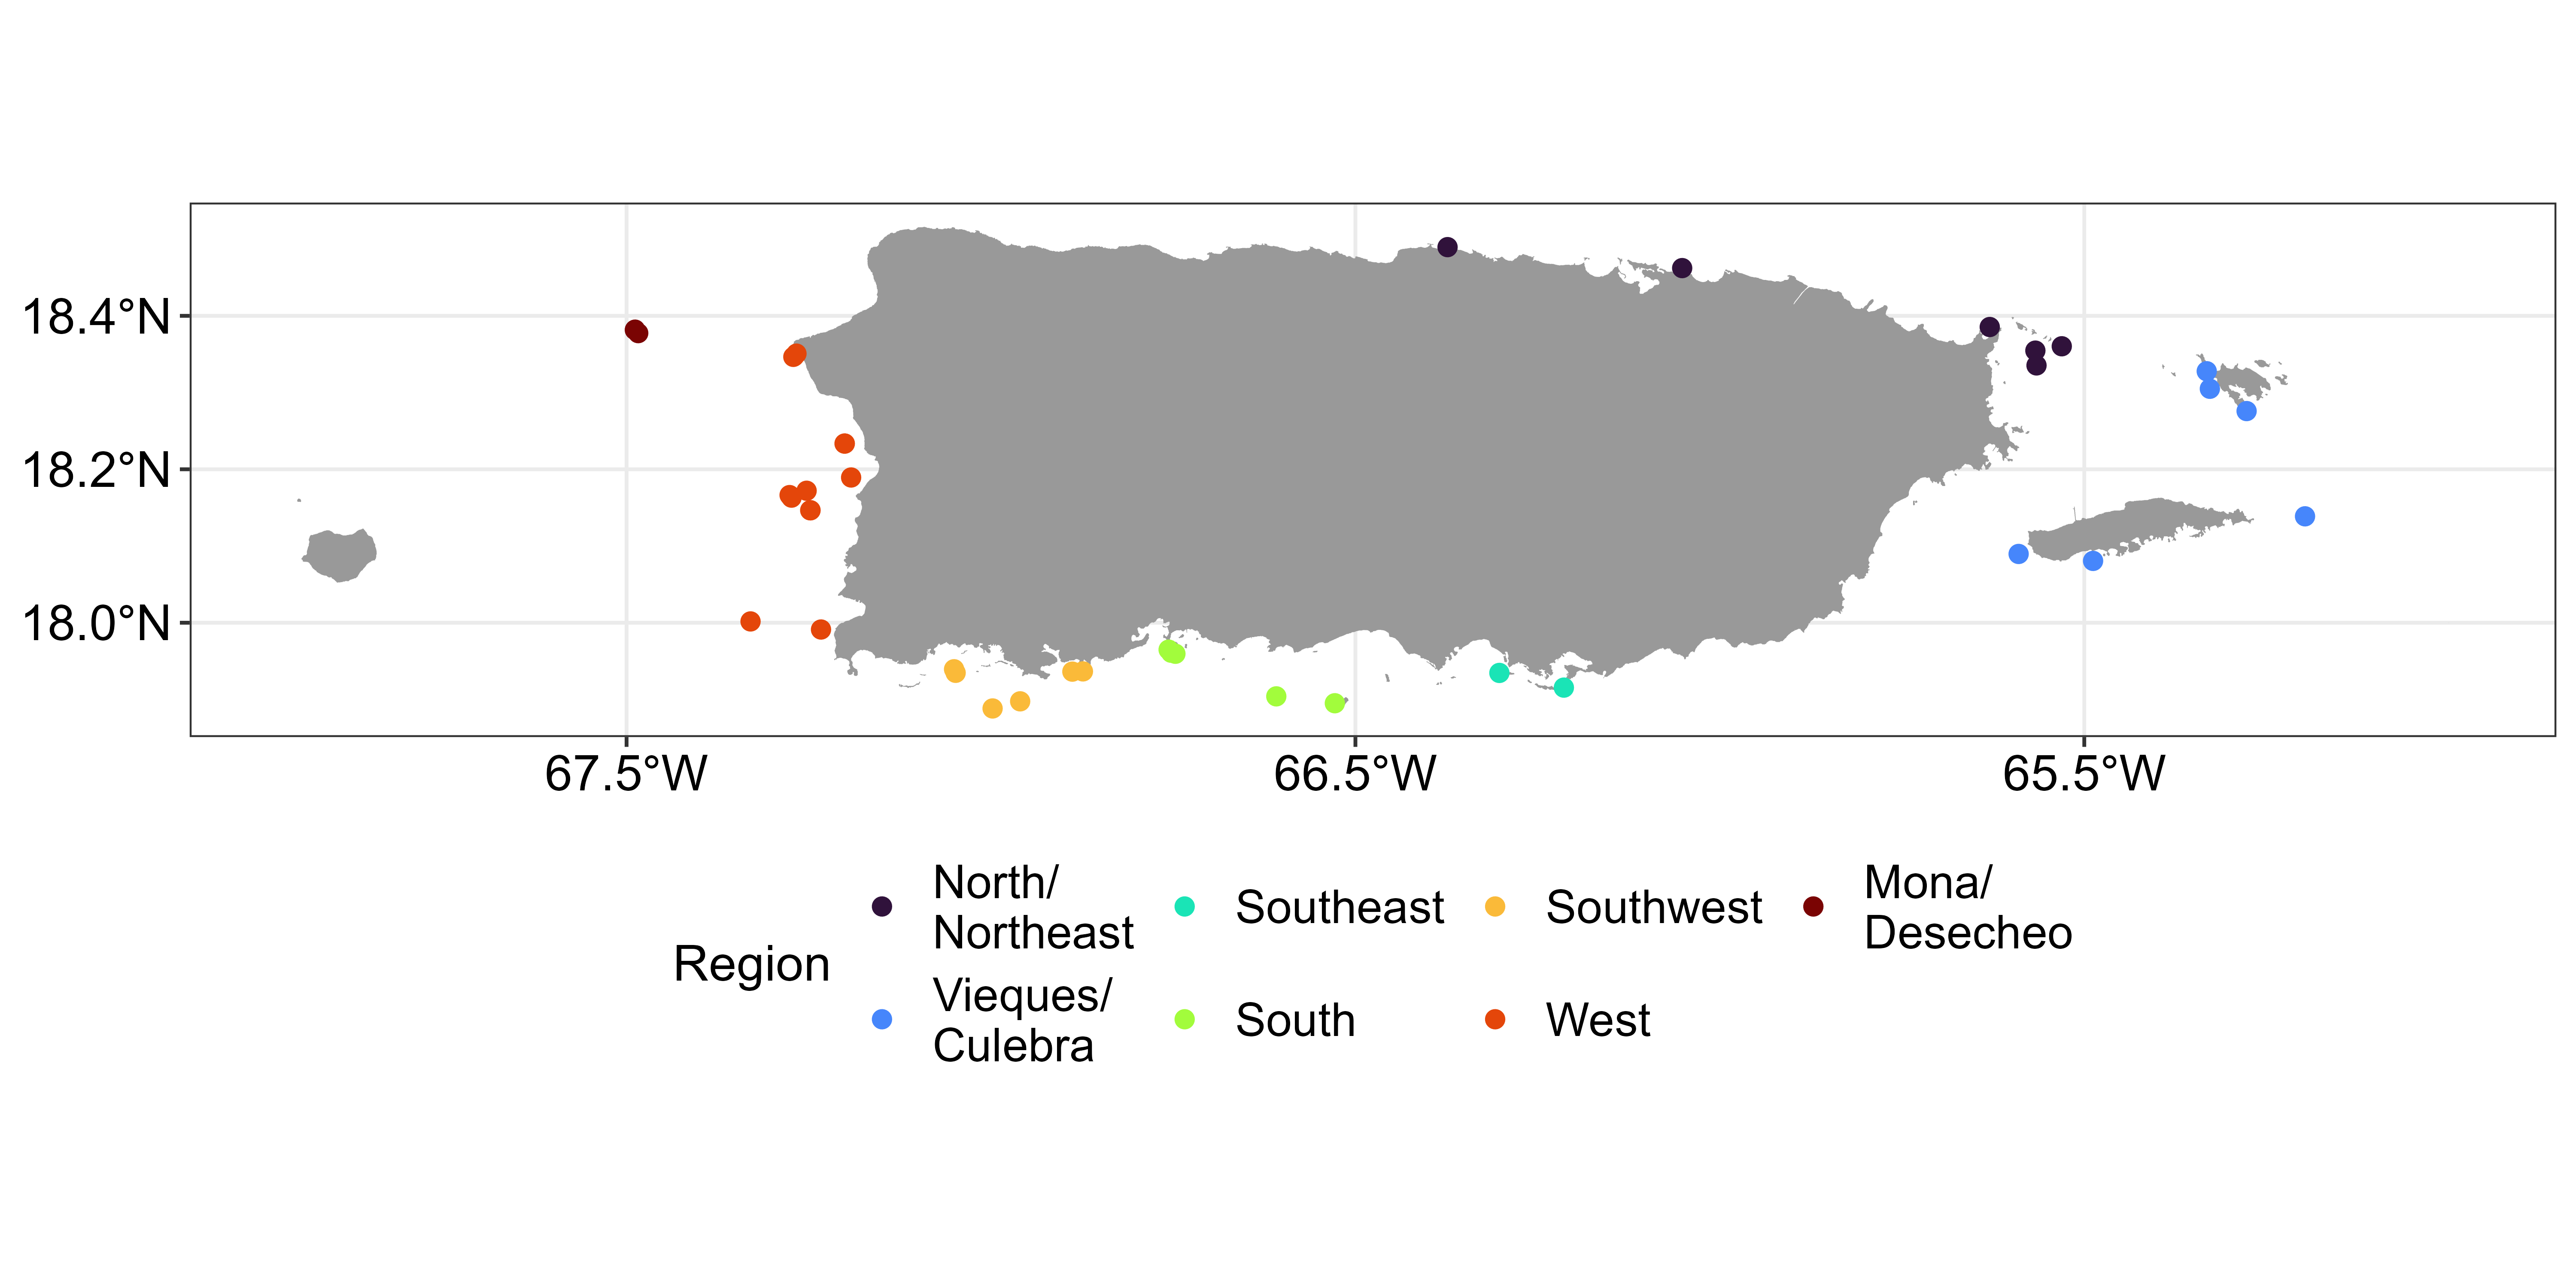 18.4°N
18.2°N
18.0°N
67.5°W
66.5°W
65.5°W
Region
North/
Northeast
Vieques/
Culebra
Southeast
South
Southwest
West
Mona/
Desecheo